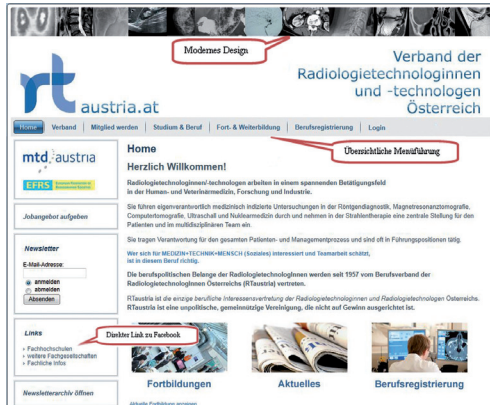 Modernes Design
Verband der
Radiologietechnologinnen
und -technologen
Österreich
rt
austria.at
Home Verband Mitglied werden Studium & Beruf Fort- & Weiterbildung Berufsregistrierung Login
Übersichtliche Menüführung
mtd austria
EFRS
Jobangebot aufgeben
Newsletter
E-Mail-Adresse:
anmelden
abmelden
Absenden
Links
Direkter Link zu Facebook
Fachhochschulen
weitere Fachgesellschaften
Fachliche Infos
Newsletterarchiv öffnen
Home
Herzlich Willkommen!
Radiologietechnologinnen/-technologen arbeiten in einem spannenden Betätigungsfeld
in der Human- und Veterinärmedizin, Forschung und Industrie.
Sie führen eigenverantwortlich medizinisch indizierte Untersuchungen in der Röntgendiagnostik, Magnetresonanztomografie,
Computertomografie, Ultraschall und Nuklearmedizin durch und nehmen in der Strahlentherapie eine zentrale Stellung für den
Patienten und im multidisziplinären Team ein.
Sie tragen Verantwortung für den gesamten Patienten- und Managementprozess und sind oft in Führungspositionen tätig.
Wer sich für MEDIZIN+TECHNIK+MENSCH (Soziales) interessiert und Teamarbeit schätzt,
ist in diesem Beruf richtig.
Die berufspolitischen Belange der RadiologietechnologInnen werden seit 1957 vom Berufsverband der
RadiologietechnologInnen Österreichs (RTaustria) vertreten.
RTaustria ist die einzige berufliche Interessensvertretung der Radiologietechnologinnen und Radiologietechnologen Österreichs.
RTaustria ist eine unpolitische, gemeinnützige Vereinigung, die nicht auf Gewinn ausgerichtet ist.
Fortbildungen Aktuelles Berufsregistrierung
Aktuelle Fortbildung anzeigen